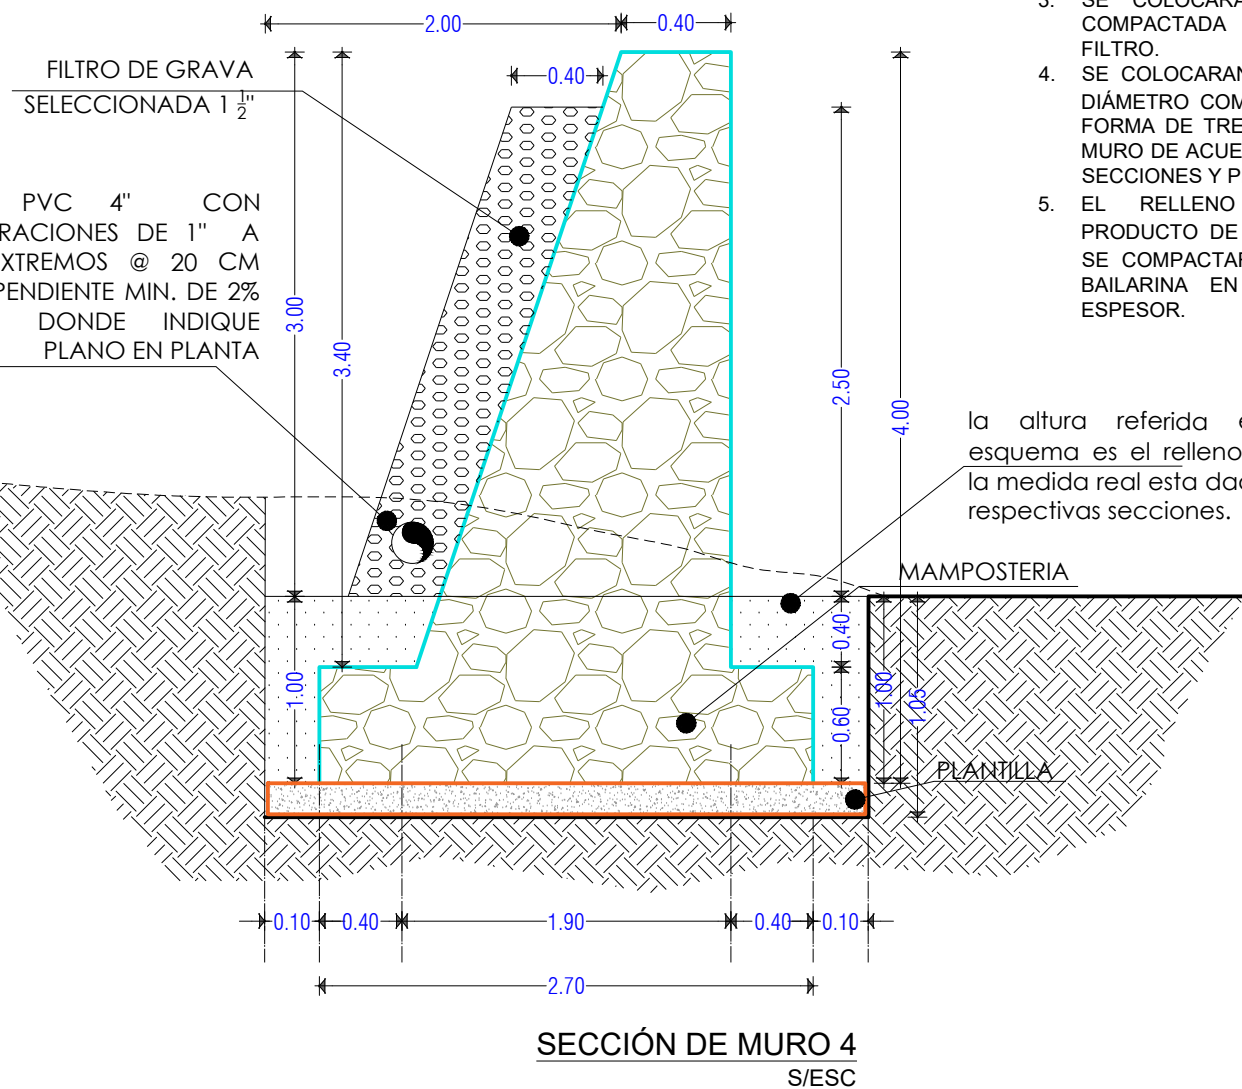 2.00
0.40
FILTRO DE GRAVA
SELECCIONADA 1 1/2"
0.40
3. SE COLOCARA
COMPACTADA
FILTRO.
4. SE COLOCARAN
DIÁMETRO COM
FORMA DE TRE
MURO DE ACUE
SECCIONES Y P
5. EL RELLENO
PRODUCTO DE
SE COMPACTAR
BAILARINA EN
ESPESOR.
PVC 4" CON
RACIONES DE 1" A
XTREMOS @ 20 CM
PENDIENTE MIN. DE 2%
DONDE INDIQUE
PLANO EN PLANTA
3.00
3.40
2.50
4.00
la altura referida e
esquema es el relleno
la medida real esta dad
respectivas secciones.
MAMPOSTERIA
1.00
0.40
0.60
1.00
1.05
PLANTILLA
0.10
0.40
1.90
0.40
0.10
2.70
SECCIÓN DE MURO 4
S/ESC